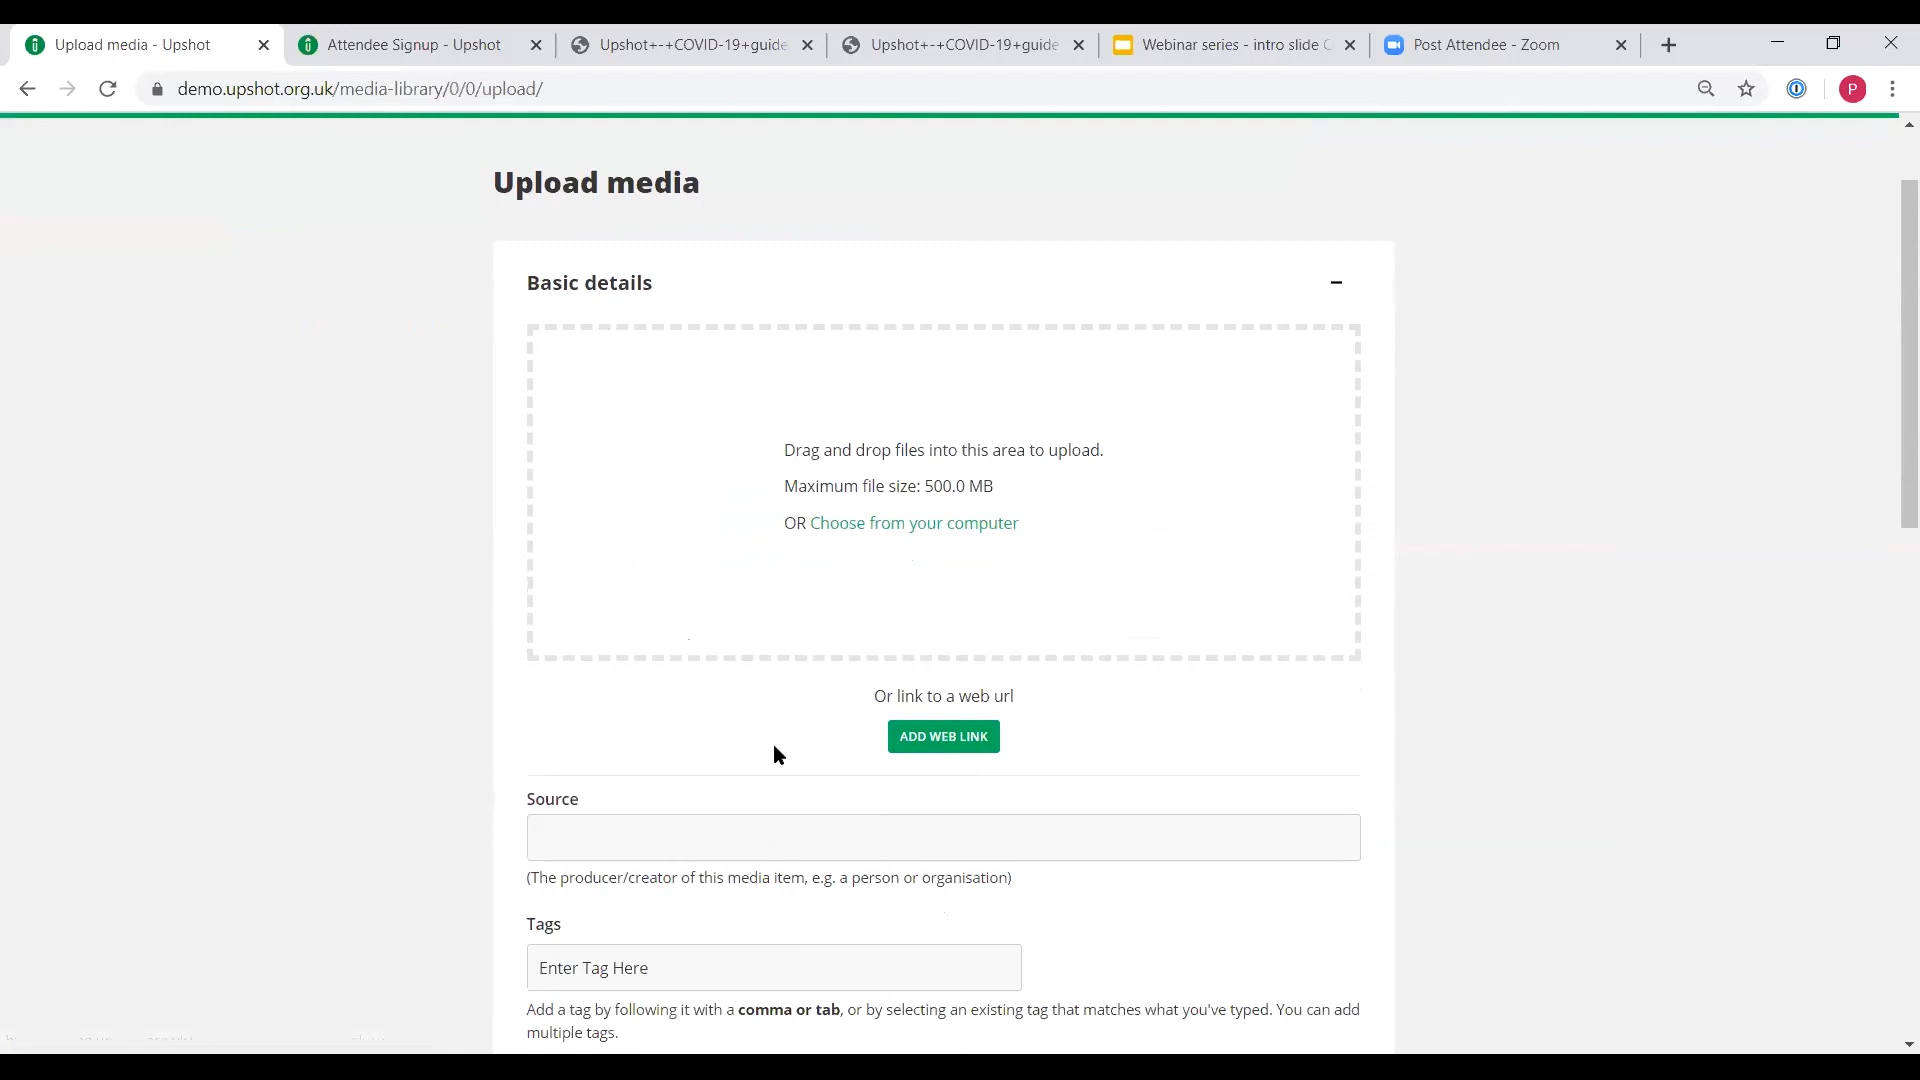 Upload media - Upshot
Attendee Signup - Upshot
Upshot+-+COVID-19+guide
Upshot+-+COVID-19+guide
Webinar series - intro slide C
Post Attendee - Zoom
demo.upshot.org.uk/media-library/0/0/upload/
P
Upload media
Basic details
Drag and drop files into this area to upload.
Maximum file size: 500.0 MB
OR Choose from your computer
Or link to a web url
ADD WEB LINK
Source
(The producer/creator of this media item, e.g. a person or organisation)
Tags
Enter Tag Here
Add a tag by following it with a comma or tab, or by selecting an existing tag that matches what you've typed. You can add
multiple tags.